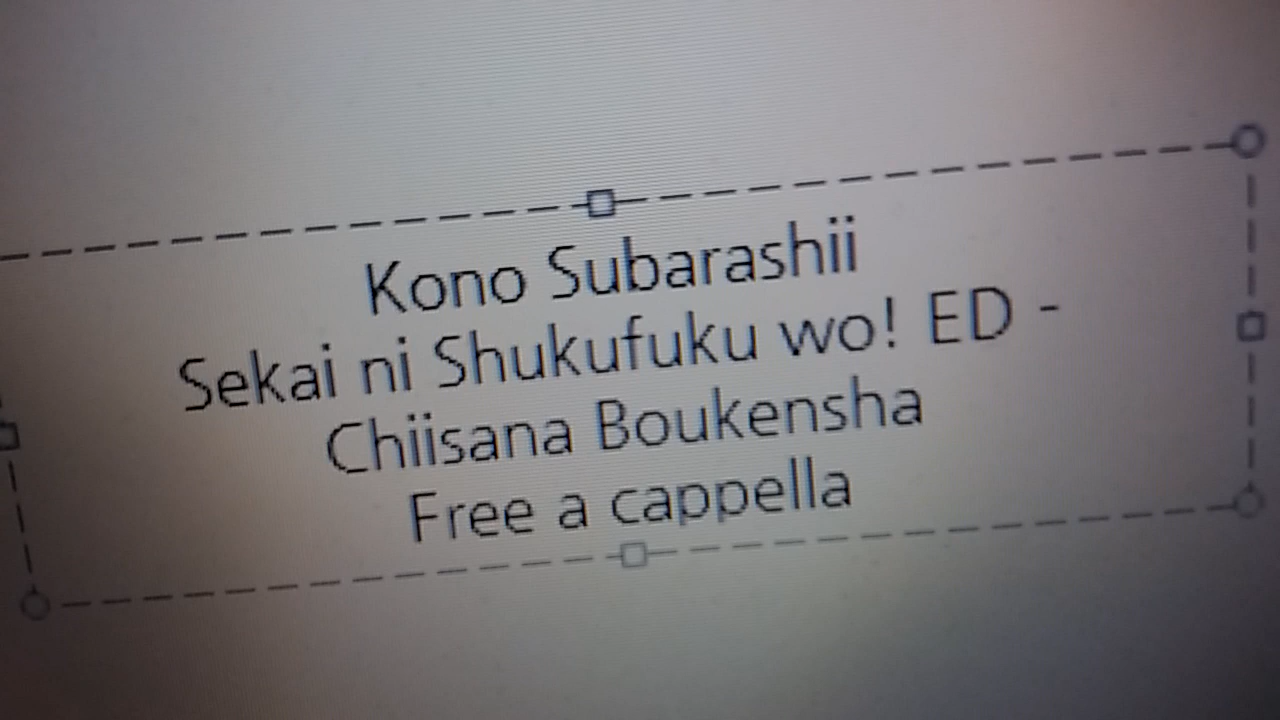 Kono Subarashii
Sekai ni Shukufuku wo! ED -
Chiisana Boukensha
Free a cappella